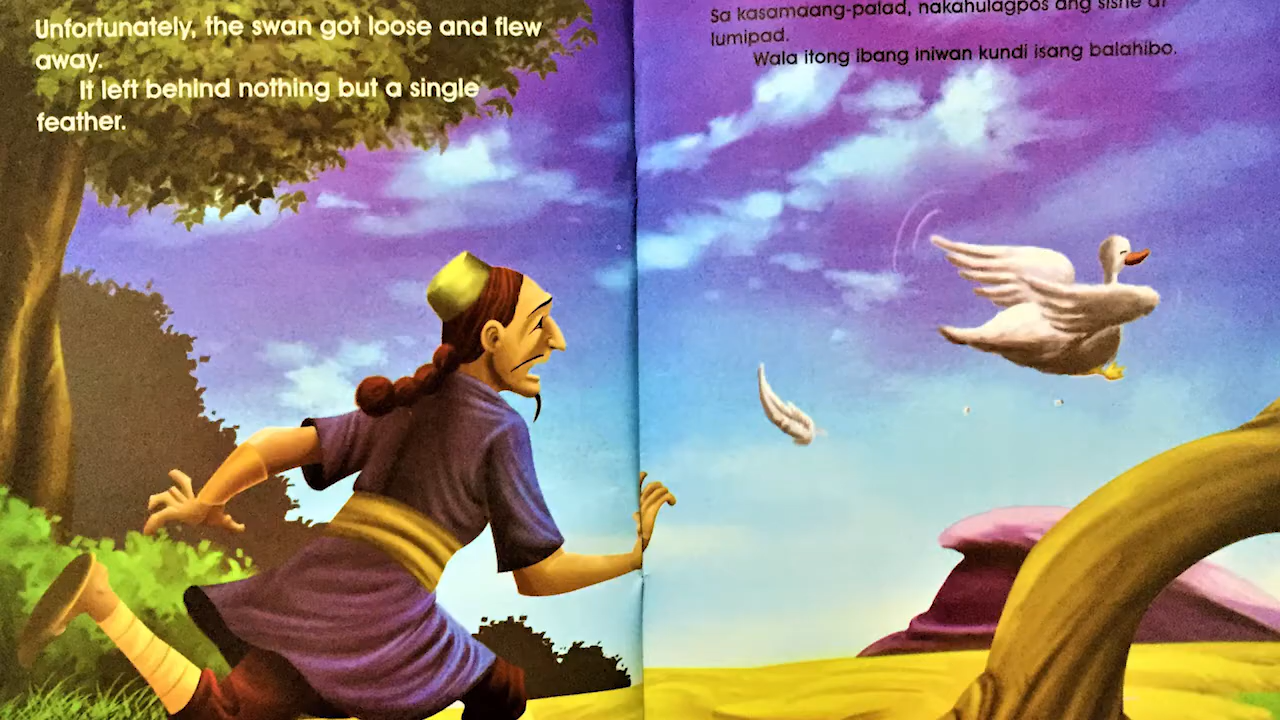 Unfortunately, the swan got loose and flew
away.
It left behind nothing but a single
feather.
Sa kasamaang-palad, nakahulagpos ang sisne at
lumipad.
Wala itong ibang iniwan kundi isang balahibo.